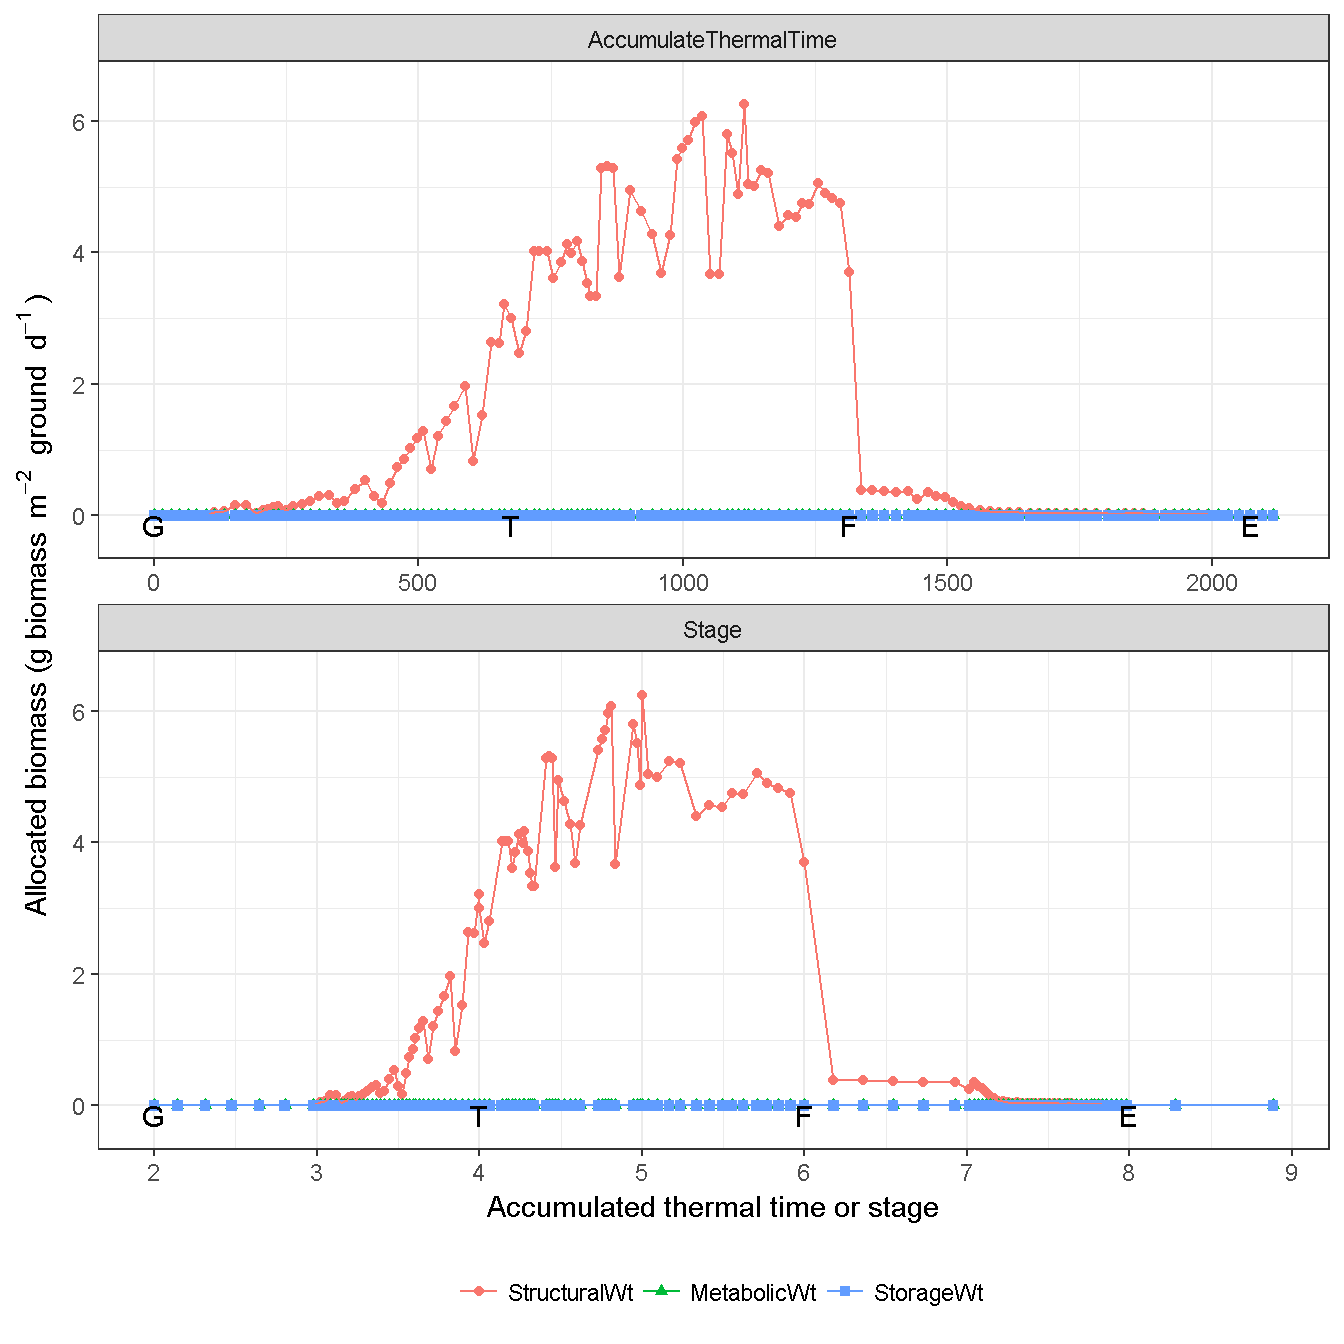 AccumulateThermalTime
6
4
2
0
G T F E
0 500 1000 1500 2000
Stage
6
4
2
0
G T F E
2 3 4 5 6 7 8 9
Allocated biomass (g biomass m⁻² ground d⁻¹)
Accumulated thermal time or stage
StructuralWt MetabolicWt StorageWt